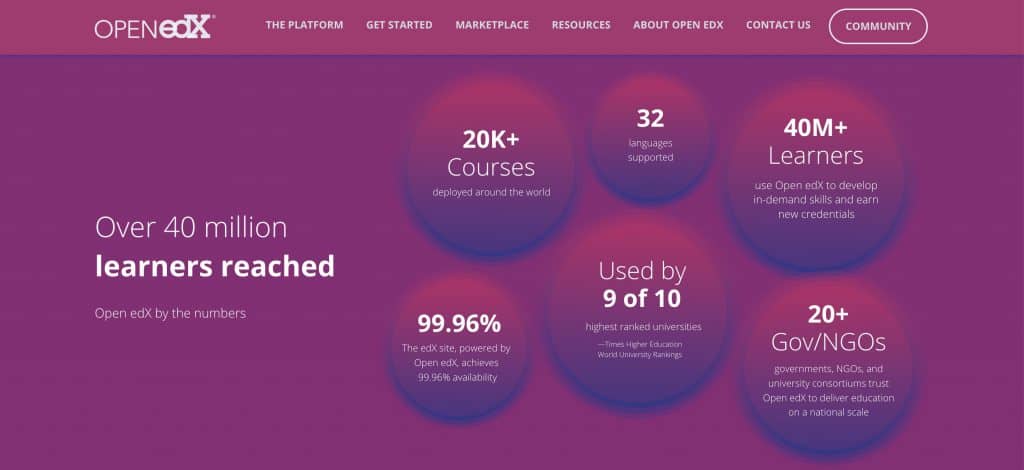 OPEN edX®
THE PLATFORM
GET STARTED
MARKETPLACE
RESOURCES
ABOUT OPEN EDX
CONTACT US
COMMUNITY
Over 40 million
learners reached
Open edX by the numbers
20K+
Courses
deployed around the world
32
languages
supported
40M+
Learners
use Open edX to develop
in-demand skills and earn
new credentials
99.96%
The edX site, powered by
Open edX, achieves
99.96% availability
Used by
9 of 10
highest ranked universities
—Times Higher Education
World University Rankings
20+
Gov/NGOs
governments, NGOs, and
university consortiums trust
Open edX to deliver education
on a national scale